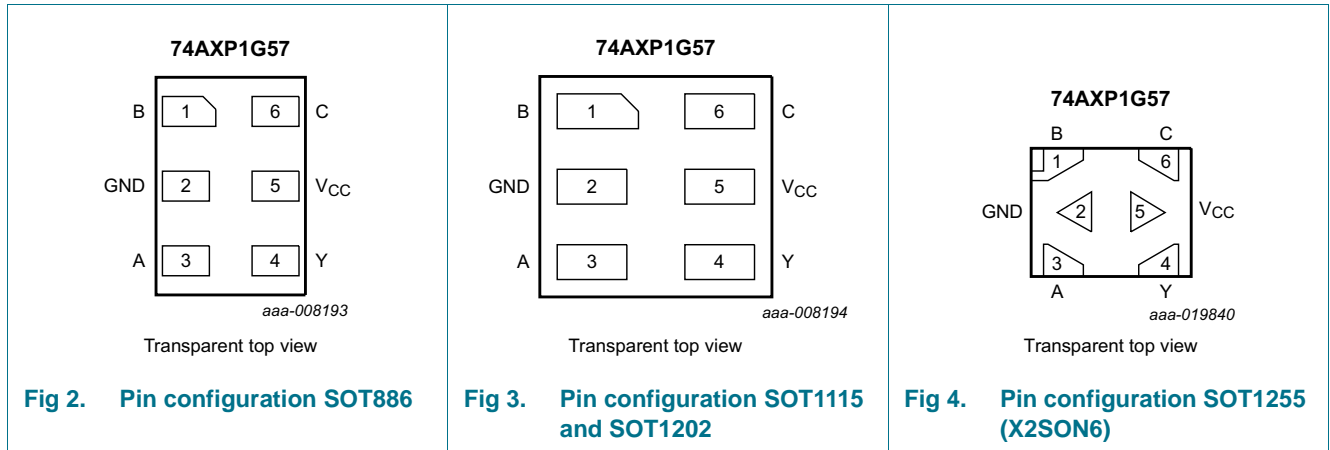 74AXP1G57
B 1 6 C
GND 2 5 VCC
A 3 4 Y
aaa-008193
Transparent top view
Fig 2. Pin configuration SOT886
74AXP1G57
B 1 6 C
GND 2 5 VCC
A 3 4 Y
aaa-008194
Transparent top view
Fig 3. Pin configuration SOT1115
and SOT1202
74AXP1G57
B C
1 6
GND 2 5 VCC
3 4
A Y
aaa-019840
Transparent top view
Fig 4. Pin configuration SOT1255
(X2SON6)